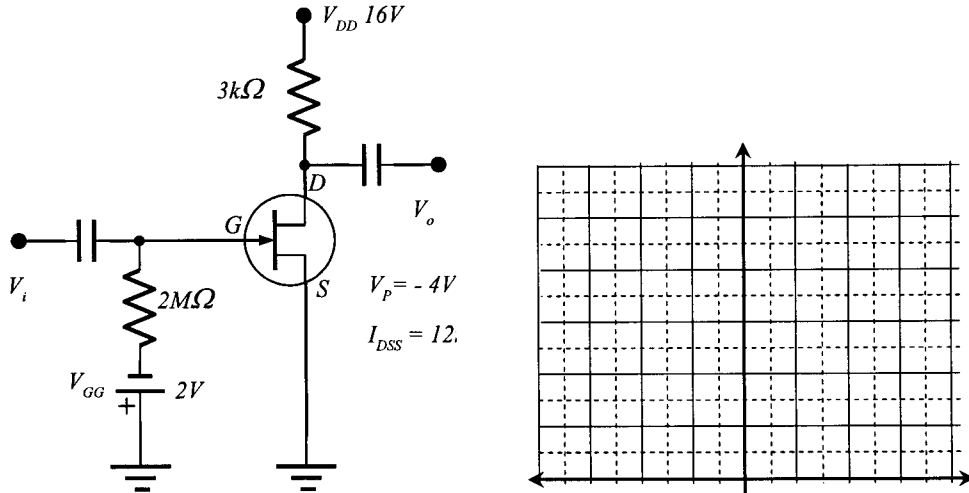 V_DD 16V
3kΩ
D
V_o
G
V_i
S
2MΩ
V_P = - 4V
I_DSS = 12
V_GG
2V
+